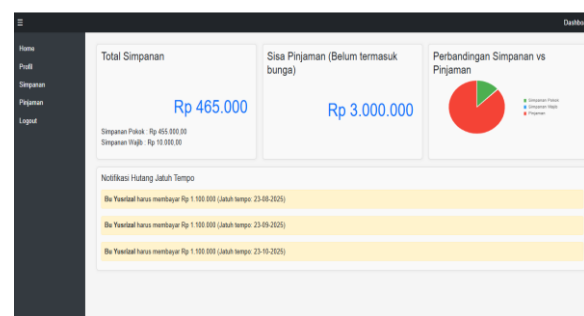 Dashbo
Home
Profil
Simpanan
Pinjaman
Logout
Total Simpanan
Rp 465.000
Simpanan Pokok : Rp 455.000,00
Simpanan Wajib : Rp 10.000,00
Sisa Pinjaman (Belum termasuk
bunga)
Rp 3.000.000
Perbandingan Simpanan vs
Pinjaman
Simpanan Pokok
Simpanan Wajib
Pinjaman
Notifikasi Hutang Jatuh Tempo
Bu Yusrizal harus membayar Rp 1.100.000 (Jatuh tempo: 23-08-2025)
Bu Yusrizal harus membayar Rp 1.100.000 (Jatuh tempo: 23-09-2025)
Bu Yusrizal harus membayar Rp 1.100.000 (Jatuh tempo: 23-10-2025)